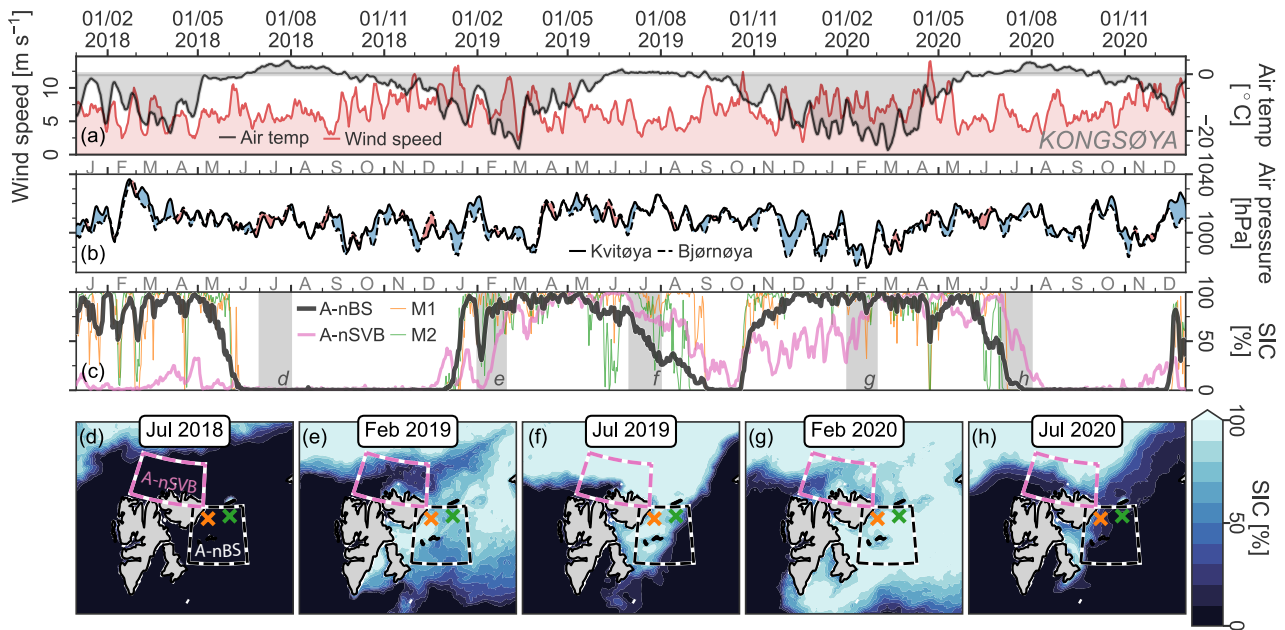 01/02 01/05 01/08 01/11 01/02 01/05 01/08 01/11 01/02 01/05 01/08 01/11
2018 2018 2018 2018 2019 2019 2019 2019 2020 2020 2020 2020
Wind speed [m s⁻¹]
10
5
0
(a)
Air temp
Wind speed
KONGSØYA
0
−10
−20
Air temp
[°C]
J F M A M J J A S O N D J F M A M J J A S O N D J F M A M J J A S O N D
(b)
Kvitøya
Bjørnøya
1040
1000
Air pressure
[hPa]
J F M A M J J A S O N D J F M A M J J A S O N D J F M A M J J A S O N D
A-nBS
M1
A-nSVB
M2
(c)
d
e
f
g
h
100
50
0
SIC
[%]
(d)
Jul 2018
A-nSVB
A-nBS
(e)
Feb 2019
(f)
Jul 2019
(g)
Feb 2020
(h)
Jul 2020
100
50
0
SIC [%]